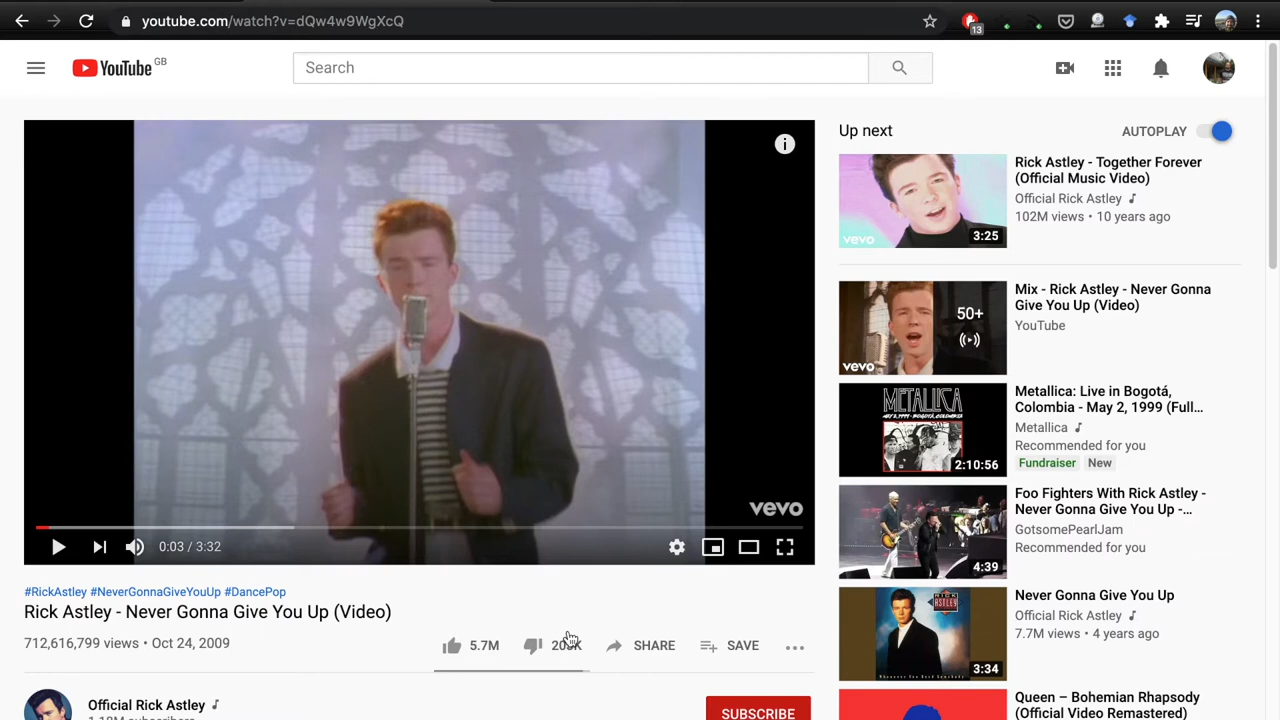 youtube.com/watch?v=dQw4w9WgXcQ
13
YouTube GB
Search
i
vevo
0:03 / 3:32
#RickAstley #NeverGonnaGiveYouUp #DancePop
Rick Astley - Never Gonna Give You Up (Video)
712,616,799 views • Oct 24, 2009
5.7M
SHARE
SAVE
Official Rick Astley
SUBSCRIBE
Up next
AUTOPLAY
vevo
3:25
Rick Astley - Together Forever
(Official Music Video)
Official Rick Astley
102M views • 10 years ago
50+
vevo
Mix - Rick Astley - Never Gonna
Give You Up (Video)
YouTube
METALLICA
2:10:56
Metallica: Live in Bogotá,
Colombia - May 2, 1999 (Full...
Metallica
Recommended for you
Fundraiser New
4:39
Foo Fighters With Rick Astley -
Never Gonna Give You Up -...
GotsomePearlJam
Recommended for you
RICK
ASTLEY
3:34
Never Gonna Give You Up
Official Rick Astley
7.7M views • 4 years ago
Queen – Bohemian Rhapsody
(Official Video Remastered)